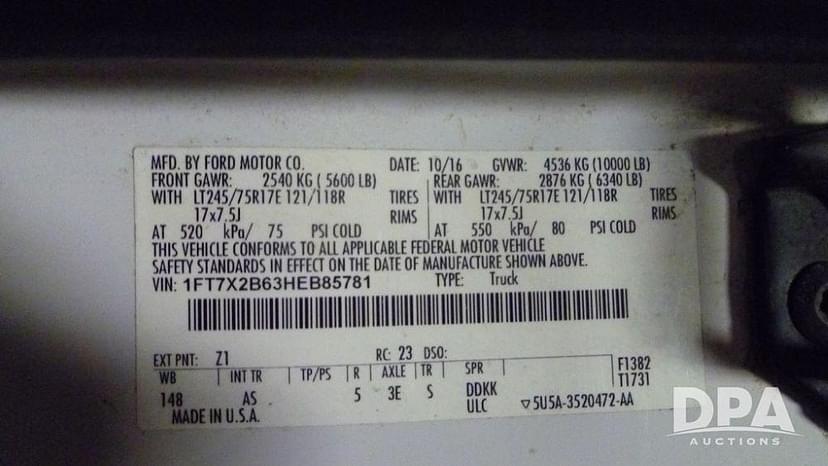 MFD. BY FORD MOTOR CO. DATE: 10/16 GVWR: 4536 KG (10000 LB)
FRONT GAWR: 2540 KG ( 5600 LB) REAR GAWR: 2876 KG ( 6340 LB)
WITH LT245/75R17E 121/118R TIRES WITH LT245/75R17E 121/118R TIRES
17x7.5J RIMS 17x7.5J RIMS
AT 520 kPa/ 75 PSI COLD AT 550 kPa/ 80 PSI COLD
THIS VEHICLE CONFORMS TO ALL APPLICABLE FEDERAL MOTOR VEHICLE
SAFETY STANDARDS IN EFFECT ON THE DATE OF MANUFACTURE SHOWN ABOVE.
VIN: 1FT7X2B63HEB85781 TYPE: Truck
EXT PNT: Z1 RC: 23 DSO: F1382
WB | INT TR | TP/PS | R | AXLE | TR | SPR T1731
148 AS 5 3E S DDKK
ULC ▽5U5A-3520472-AA
MADE IN U.S.A.
DPA
AUCTIONS